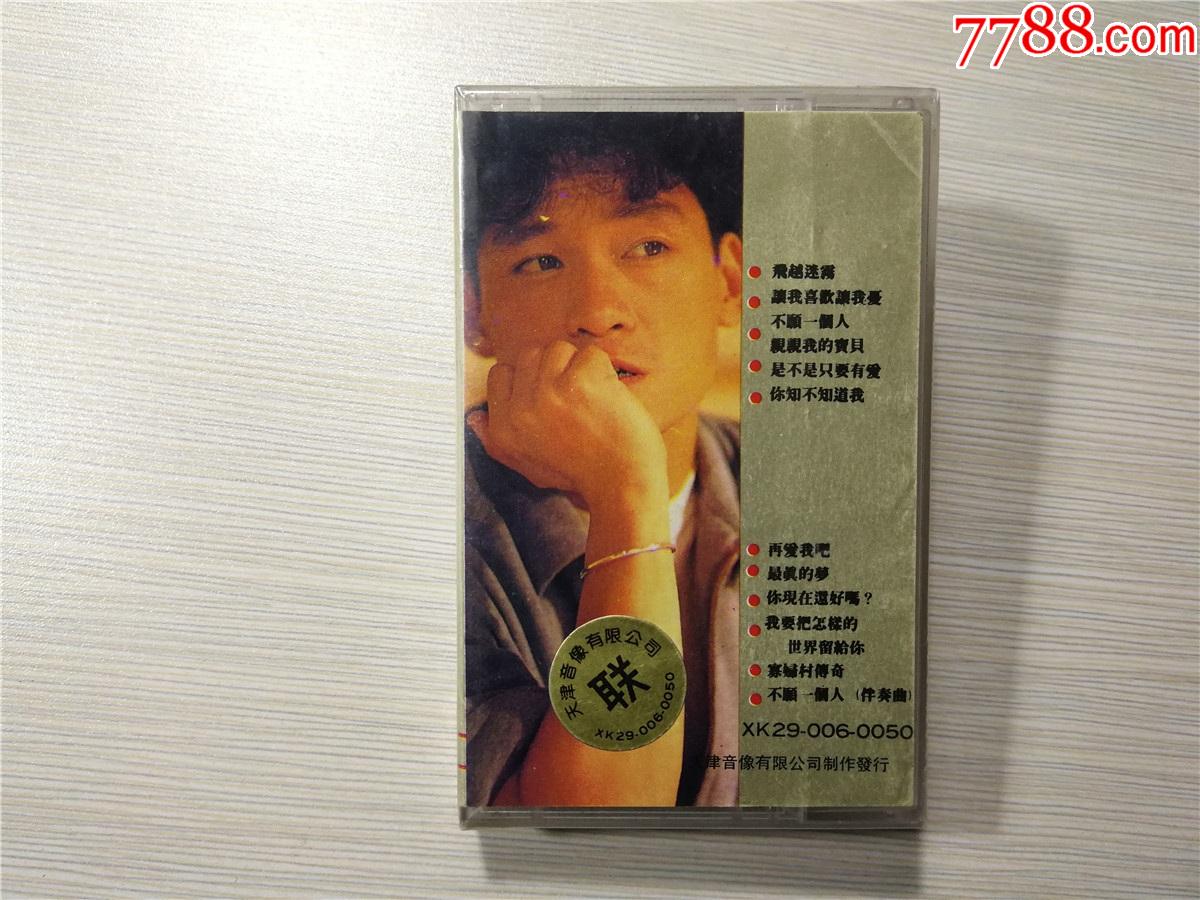 7788.com
飛越迷霧
讓我喜歡讓我憂
不願一個人
親親我的寶貝
是不是只要有愛
你知不知道我
再愛我吧
最眞的夢
你現在還好嗎？
我要把怎樣的
世界留給你
寡婦村傳奇
不願一個人（伴奏曲）
XK29-006-0050
津音像有限公司制作發行
天津音像有限公司
联
XK29-006-0050